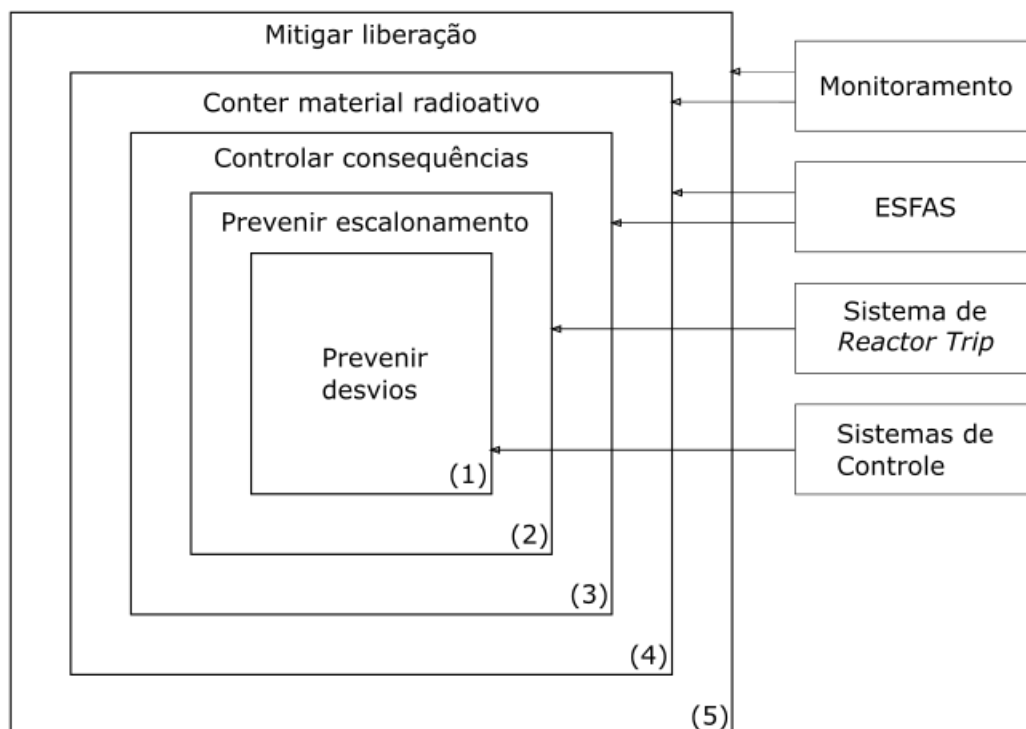 Mitigar liberação
Conter material radioativo
Controlar consequências
Prevenir escalonamento
Prevenir
desvios
(1)
(2)
(3)
(4)
(5)
Monitoramento
ESFAS
Sistema de
Reactor Trip
Sistemas de
Controle